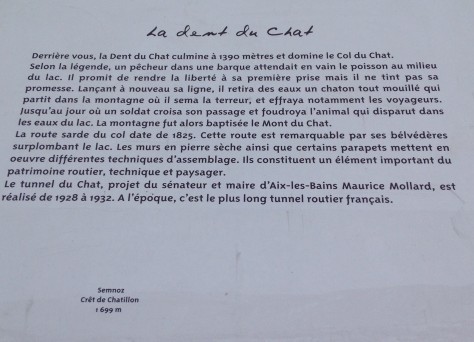 La dent du Chat
Derrière vous, la Dent du Chat culmine à 1390 mètres et domine le Col du Chat.
Selon la légende, un pêcheur dans une barque attendait en vain le poisson au milieu
du lac. Il promit de rendre la liberté à sa première prise mais il ne tint pas sa
promesse. Lançant à nouveau sa ligne, il retira des eaux un chaton tout mouillé qui
partit dans la montagne où il sema la terreur, et effraya notamment les voyageurs.
Jusqu'au jour où un soldat croisa son passage et foudroya l'animal qui disparut dans
les eaux du lac. La montagne fut alors baptisée le Mont du Chat.
La route sarde du col date de 1825. Cette route est remarquable par ses bélvédères
surplombant le lac. Les murs en pierre sèche ainsi que certains parapets mettent en
oeuvre différentes techniques d'assemblage. Ils constituent un élément important du
patrimoine routier, technique et paysager.
Le tunnel du Chat, projet du sénateur et maire d'Aix-les-Bains Maurice Mollard, est
réalisé de 1928 à 1932. A l'époque, c'est le plus long tunnel routier français.
Semnoz
Crêt de Chatillon
1 699 m